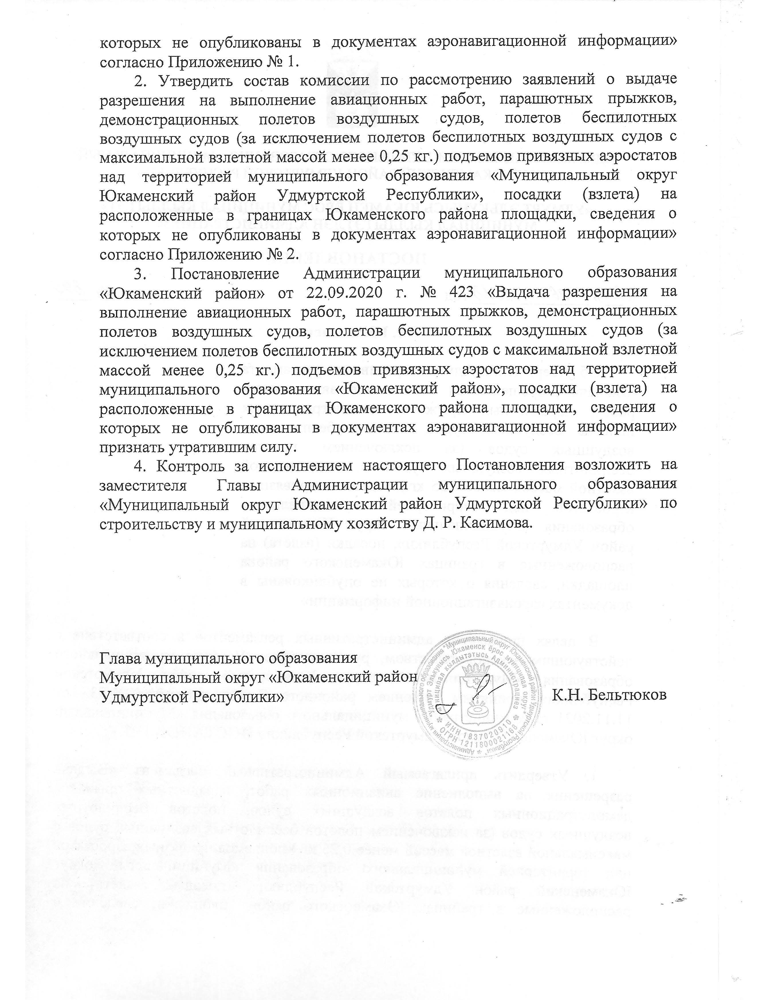 которых не опубликованы в документах аэронавигационной информации»
согласно Приложению № 1.
2. Утвердить состав комиссии по рассмотрению заявлений о выдаче
разрешения на выполнение авиационных работ, парашютных прыжков,
демонстрационных полетов воздушных судов, полетов беспилотных
воздушных судов (за исключением полетов беспилотных воздушных судов с
максимальной взлетной массой менее 0,25 кг.) подъемов привязных аэростатов
над территорией муниципального образования «Муниципальный округ
Юкаменский район Удмуртской Республики», посадки (взлета) на
расположенные в границах Юкаменского района площадки, сведения о
которых не опубликованы в документах аэронавигационной информации»
согласно Приложению № 2.
3. Постановление Администрации муниципального образования
«Юкаменский район» от 22.09.2020 г. № 423 «Выдача разрешения на
выполнение авиационных работ, парашютных прыжков, демонстрационных
полетов воздушных судов, полетов беспилотных воздушных судов (за
исключением полетов беспилотных воздушных судов с максимальной взлетной
массой менее 0,25 кг.) подъемов привязных аэростатов над территорией
муниципального образования «Юкаменский район», посадки (взлета) на
расположенные в границах Юкаменского района площадки, сведения о
которых не опубликованы в документах аэронавигационной информации»
признать утратившим силу.
4. Контроль за исполнением настоящего Постановления возложить на
заместителя Главы Администрации муниципального образования
«Муниципальный округ Юкаменский район Удмуртской Республики» по
строительству и муниципальному хозяйству Д. Р. Касимова.
Глава муниципального образования
Муниципальный округ «Юкаменский район
Удмуртской Республики»
К.Н. Бельтюков
Администрация муниципального образования "Муниципальный округ Юкаменский район Удмуртской Республики"
"Удмурт Элькунысь Юкаменск ёрос муниципал округ"
муниципал кылдытэтысь Администрациез
ИНН 1837020910
ОГРН 1211800021168